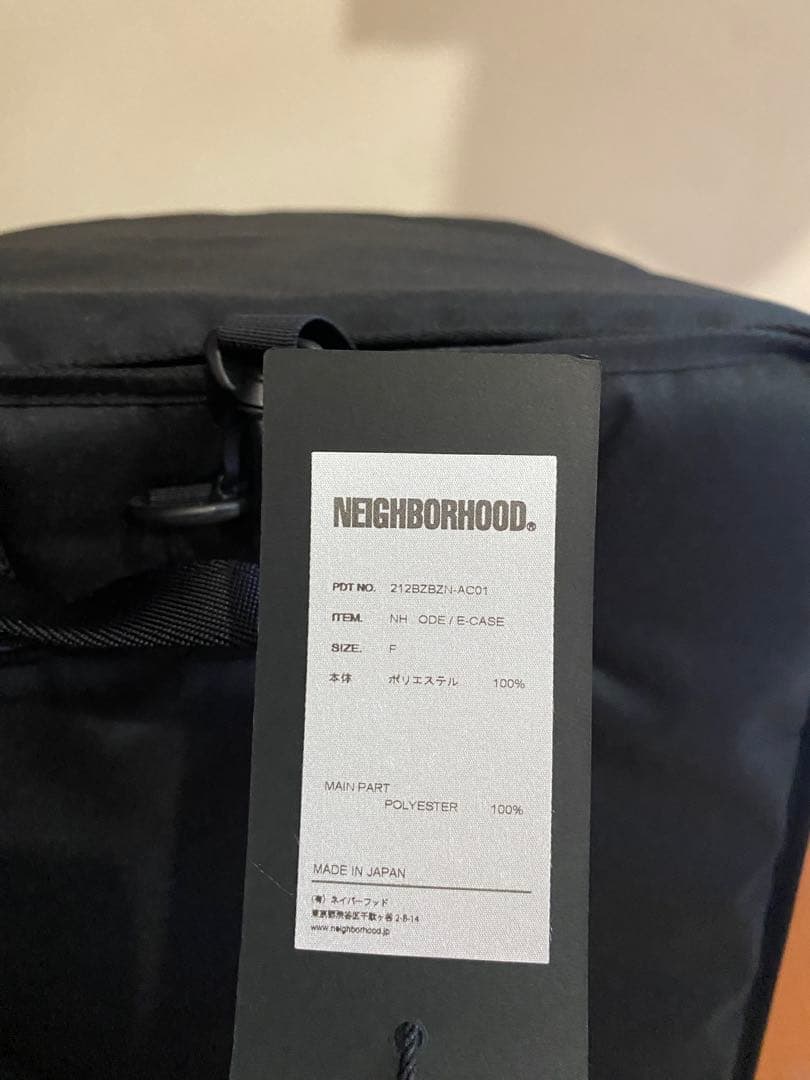 NEIGHBORHOOD®
PDT NO. 212BZBZN-AC01
ITEM. NH . ODE / E-CASE
SIZE. F
本体 ポリエステル 100%
MAIN PART
POLYESTER 100%
MADE IN JAPAN
(有) ネイバーフッド
東京都渋谷区千駄ヶ谷 2-8-14
www.neighborhood.jp